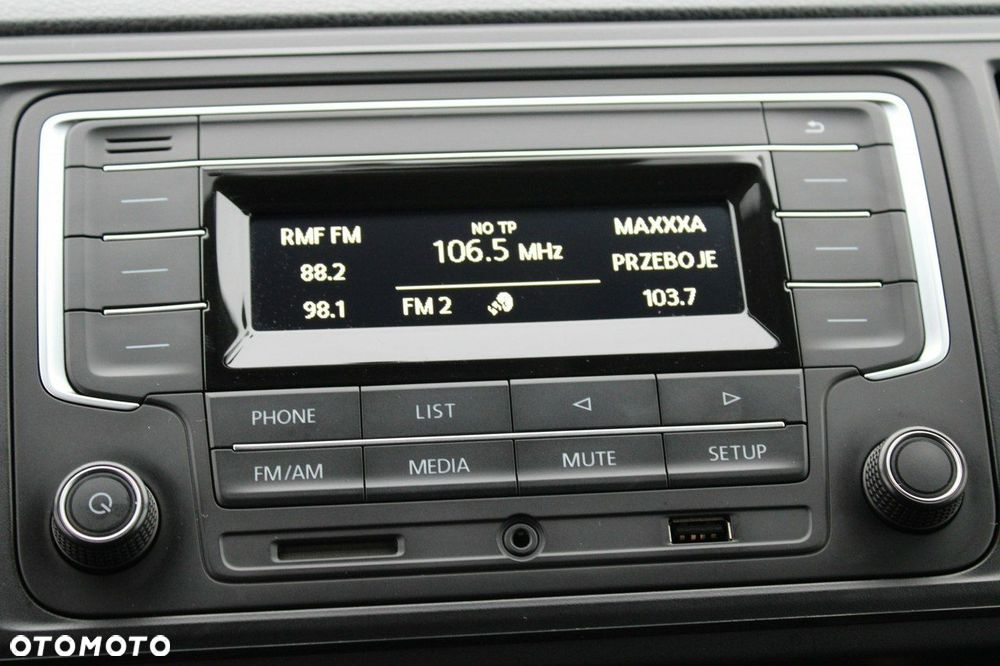 RMF FM
88.2
98.1
NO TP
106.5 MHz
FM 2
MAXXXA
PRZEBOJE
103.7
PHONE LIST
FM/AM MEDIA MUTE SETUP
OTOMOTO